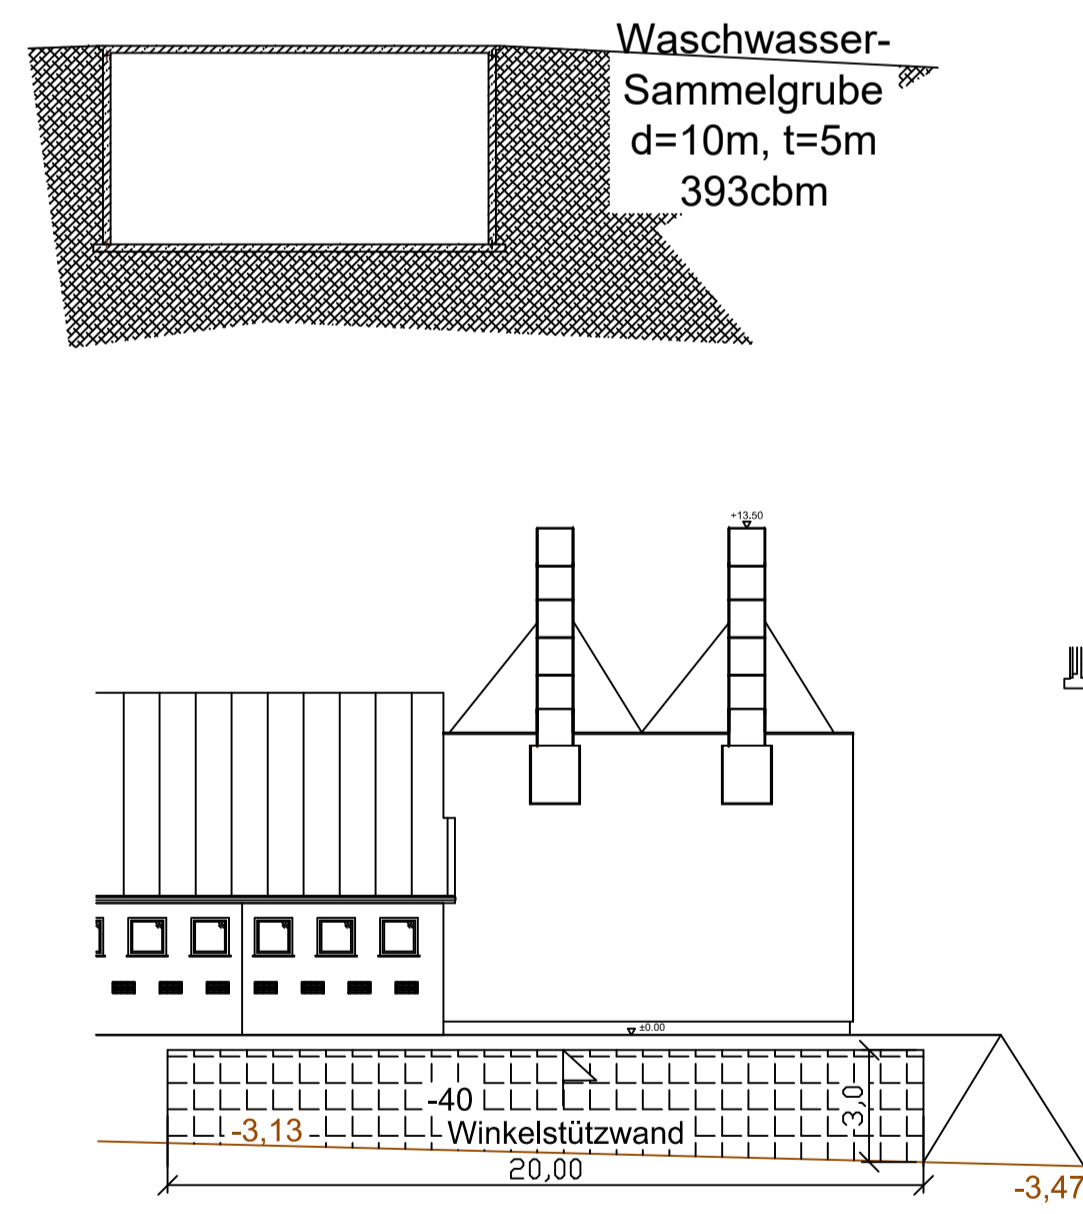 Waschwasser-
Sammelgrube
d=10m, t=5m
393cbm
+13.50
±0.00
-40
3,0
-3,13
Winkelstützwand
20,00
-3,47